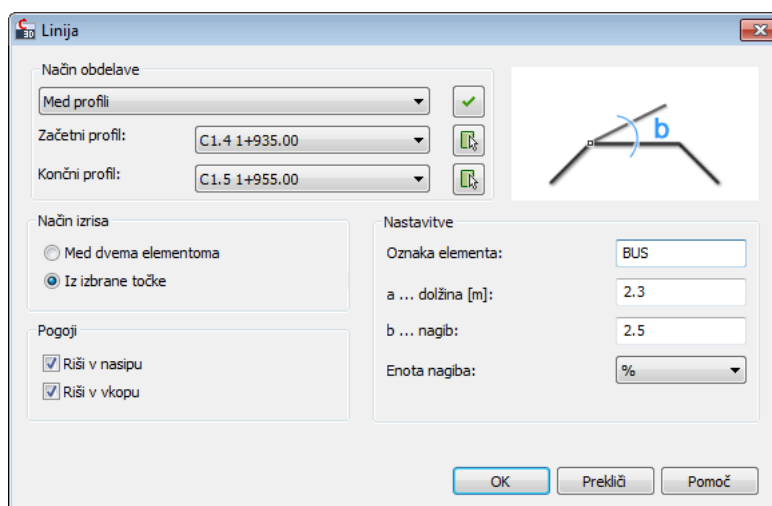 Linija
Način obdelave
Med profili
Začetni profil: C1.4 1+935.00
Končni profil: C1.5 1+955.00
b
Način izrisa
Med dvema elementoma
Iz izbrane točke
Pogoji
Riši v nasipu
Riši v vkopu
Nastavitve
Oznaka elementa: BUS
a ... dolžina [m]: 2.3
b ... nagib: 2.5
Enota nagiba: %
OK Prekliči Pomoč